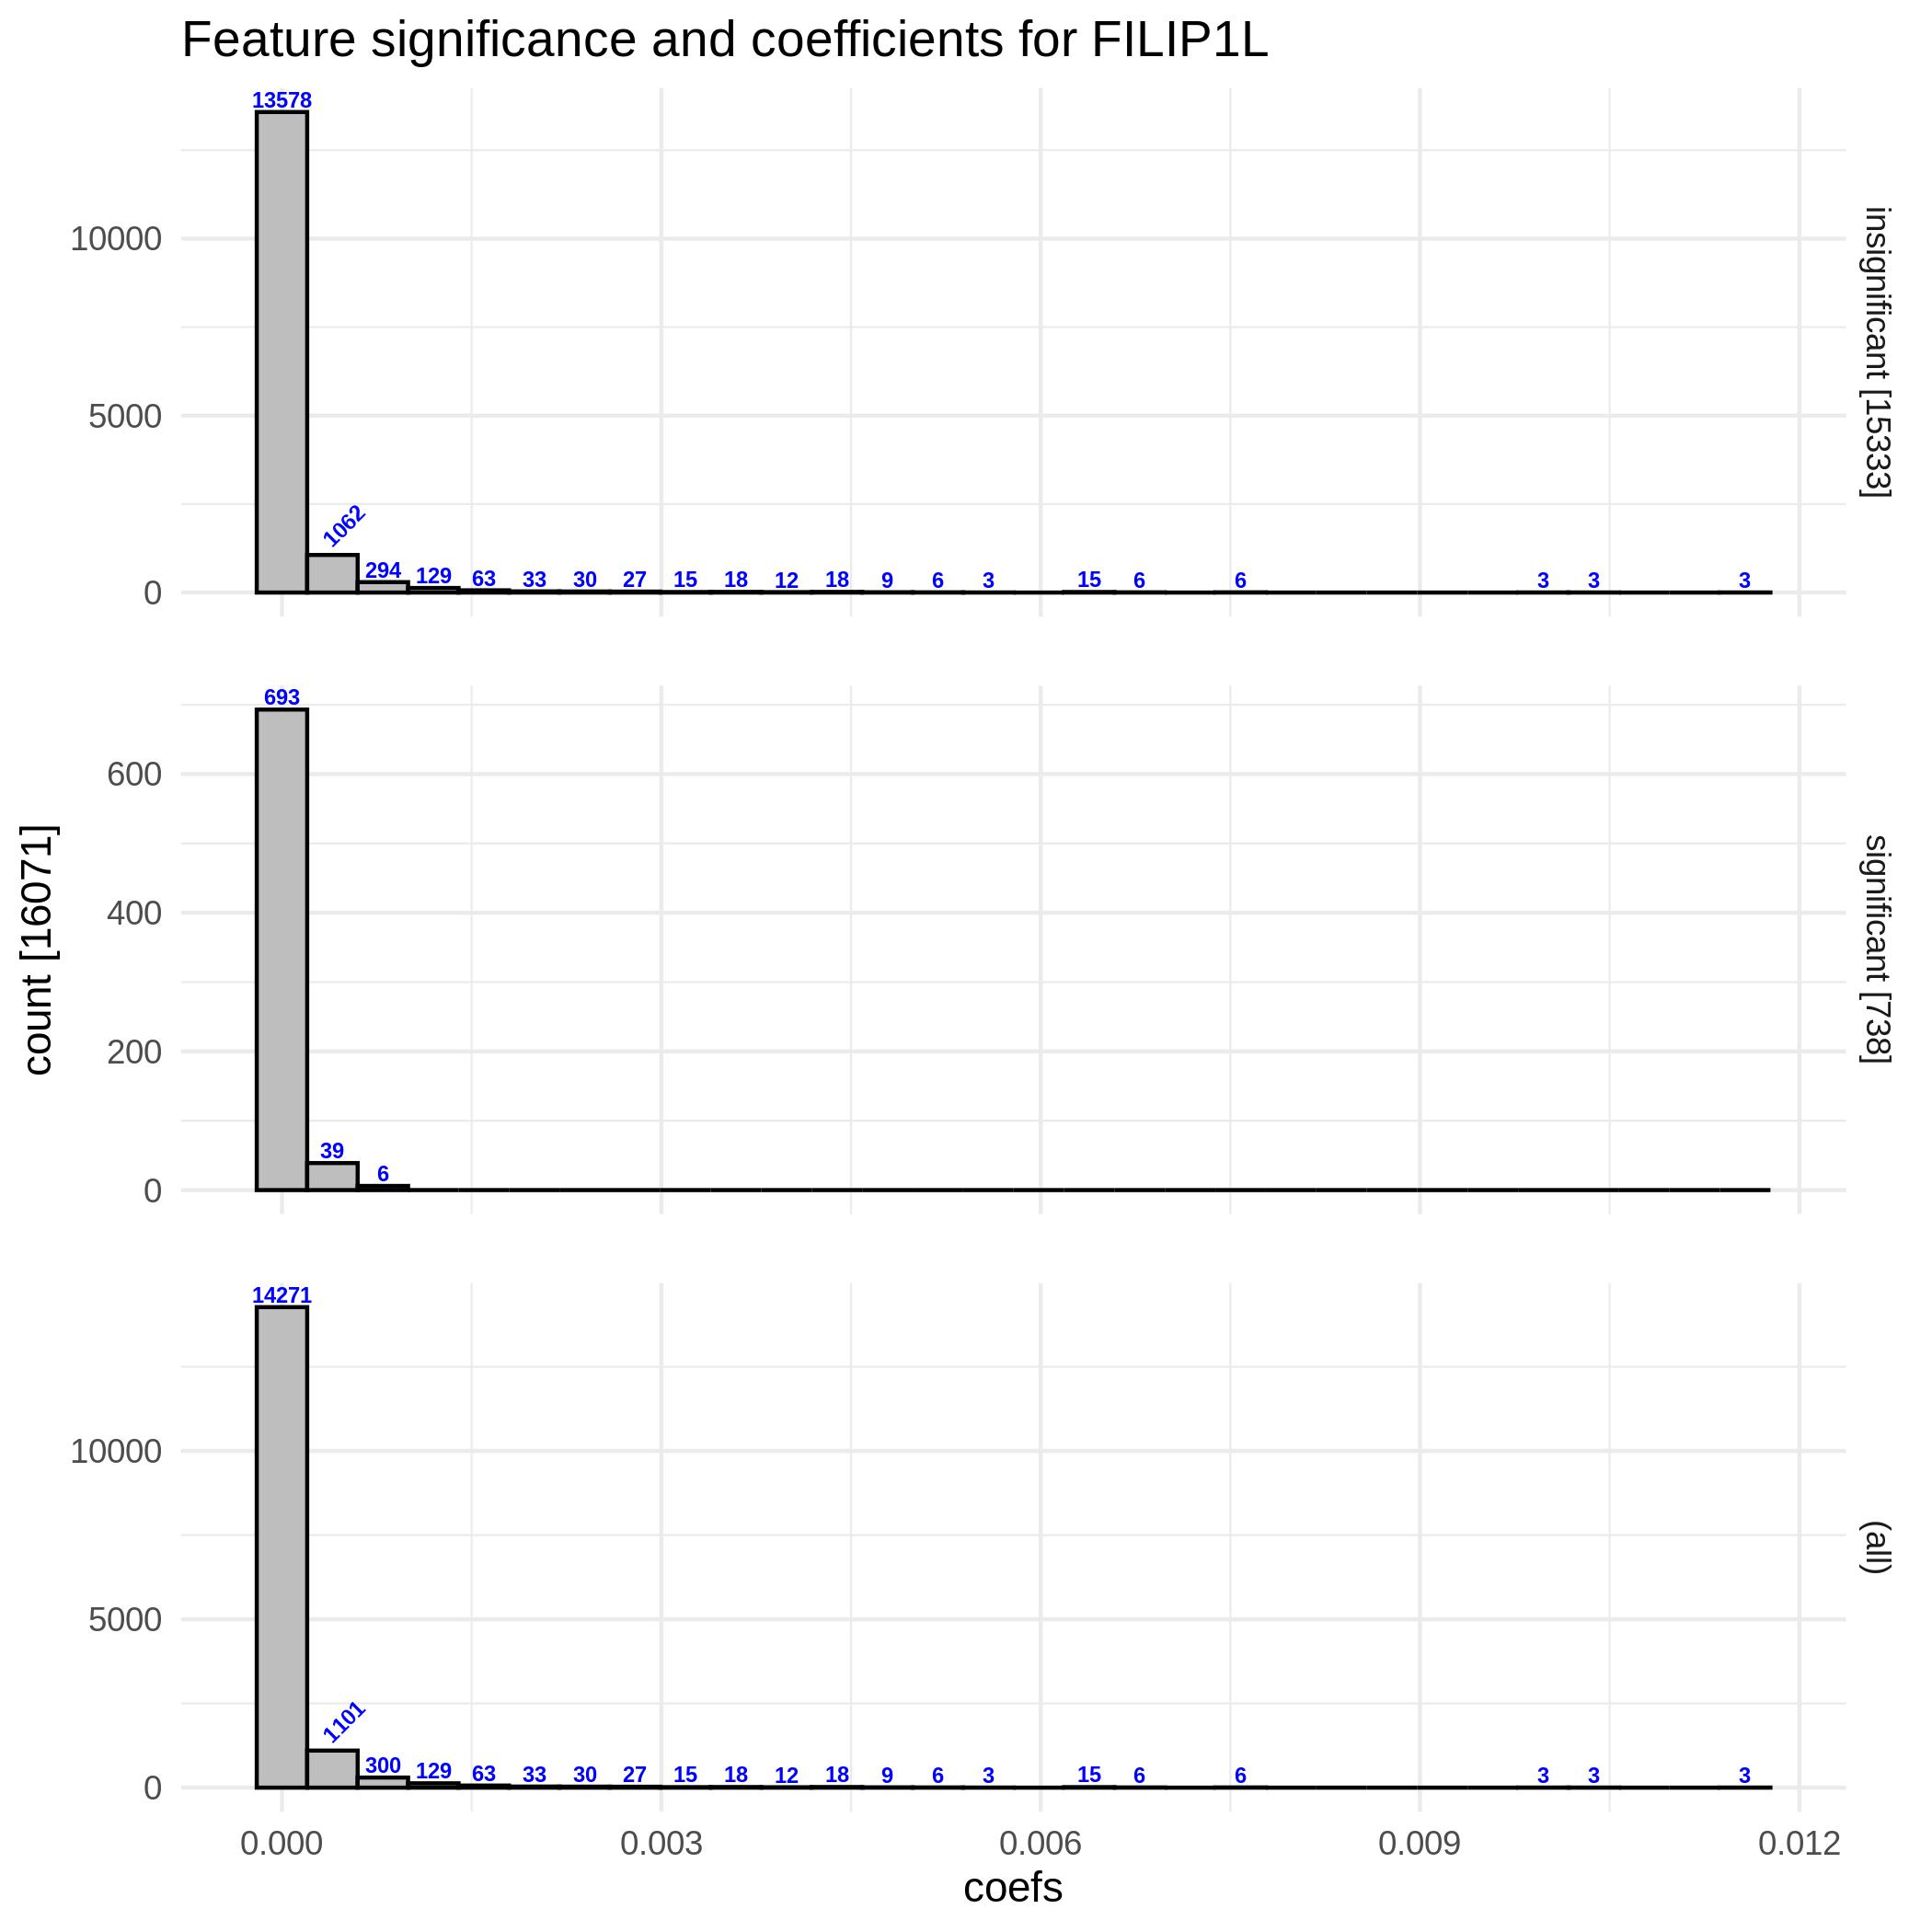 Feature significance and coefficients for FILIP1L
13578
1062
294 129 63 33 30 27 15 18 12 18 9 6 3 15 6 6 3 3 3
10000
5000
0
insignificant [15333]
693
39
6
600
400
200
0
significant [738]
count [16071]
14271
1101
300 129 63 33 30 27 15 18 12 18 9 6 3 15 6 6 3 3 3
10000
5000
0
(all)
0.000 0.003 0.006 0.009 0.012
coefs